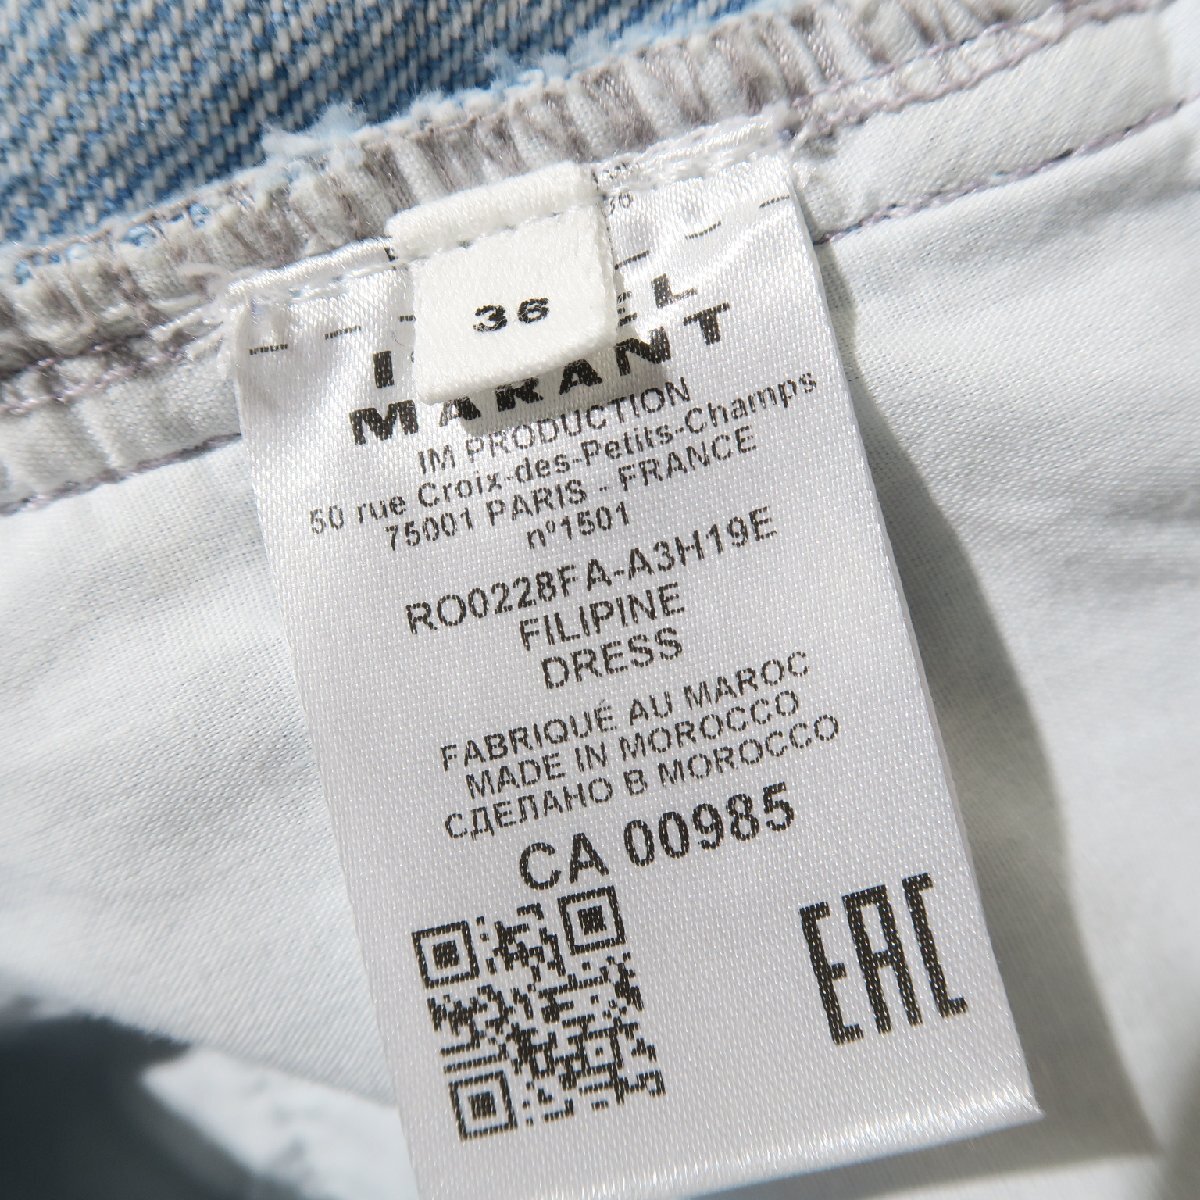 36
MARANT
IM PRODUCTION
50 rue Croix-des-Petits-Champs
75001 PARIS - FRANCE
n°1501
RO0228FA-A3H19E
FILIPINE
DRESS
FABRIQUÉ AU MAROC
MADE IN MOROCCO
СДЕЛАНО В MOROCCO
CA 00985
EAC